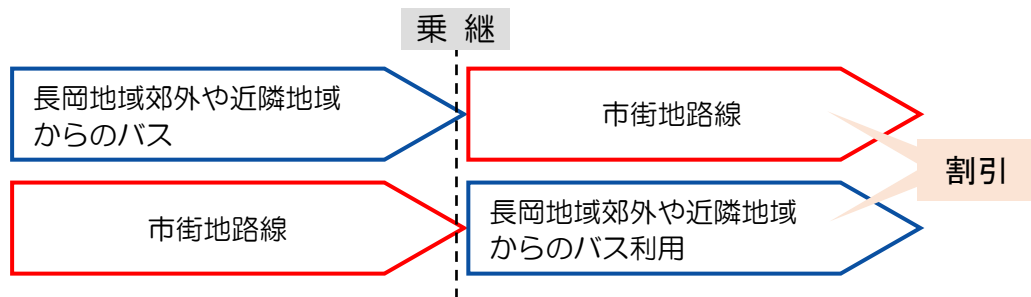 乗 継
長岡地域郊外や近隣地域
からのバス
市街地路線
割引
市街地路線
長岡地域郊外や近隣地域
からのバス利用